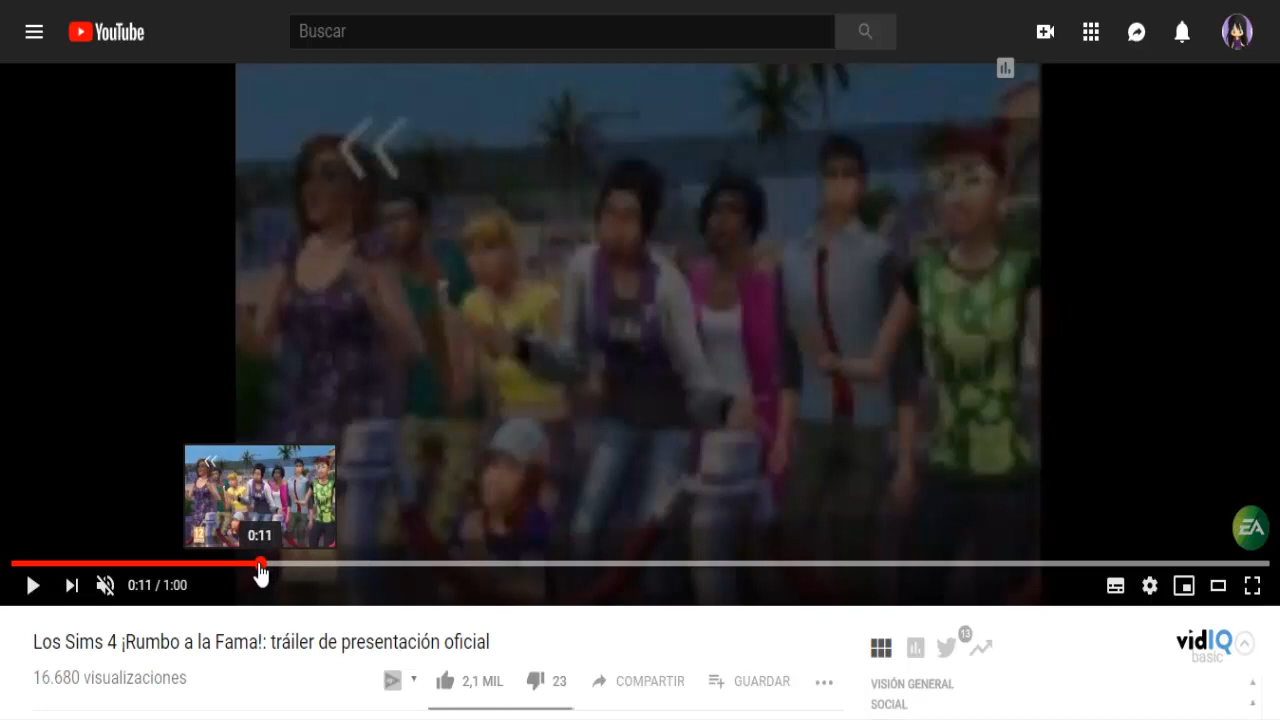 YouTube
Buscar
12
0:11
EA
0:11 / 1:00
Los Sims 4 ¡Rumbo a la Fama!: tráiler de presentación oficial
16.680 visualizaciones
2,1 MIL
23
COMPARTIR
GUARDAR
13
vidIQ
basic
VISIÓN GENERAL
SOCIAL